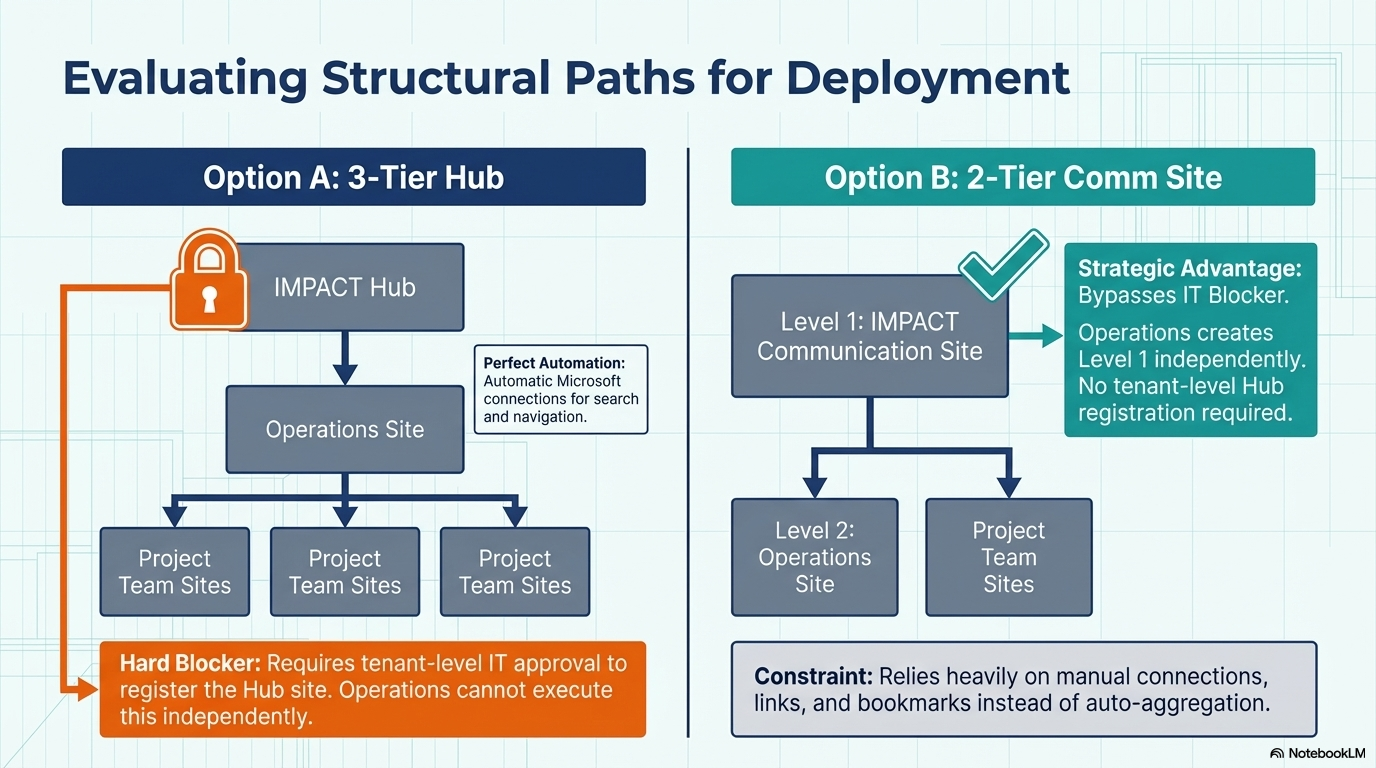 Evaluating Structural Paths for Deployment
Option A: 3-Tier Hub
IMPACT Hub
Perfect Automation:
Automatic Microsoft
connections for search
and navigation.
Operations Site
Project
Team Sites
Project
Team Sites
Project
Team Sites
Hard Blocker: Requires tenant-level IT approval to
register the Hub site. Operations cannot execute
this independently.
Option B: 2-Tier Comm Site
Level 1: IMPACT
Communication Site
Strategic Advantage:
Bypasses IT Blocker.
Operations creates
Level 1 independently.
No tenant-level Hub
registration required.
Level 2:
Operations
Site
Project
Team
Sites
Constraint: Relies heavily on manual connections,
links, and bookmarks instead of auto-aggregation.
NotebookLM